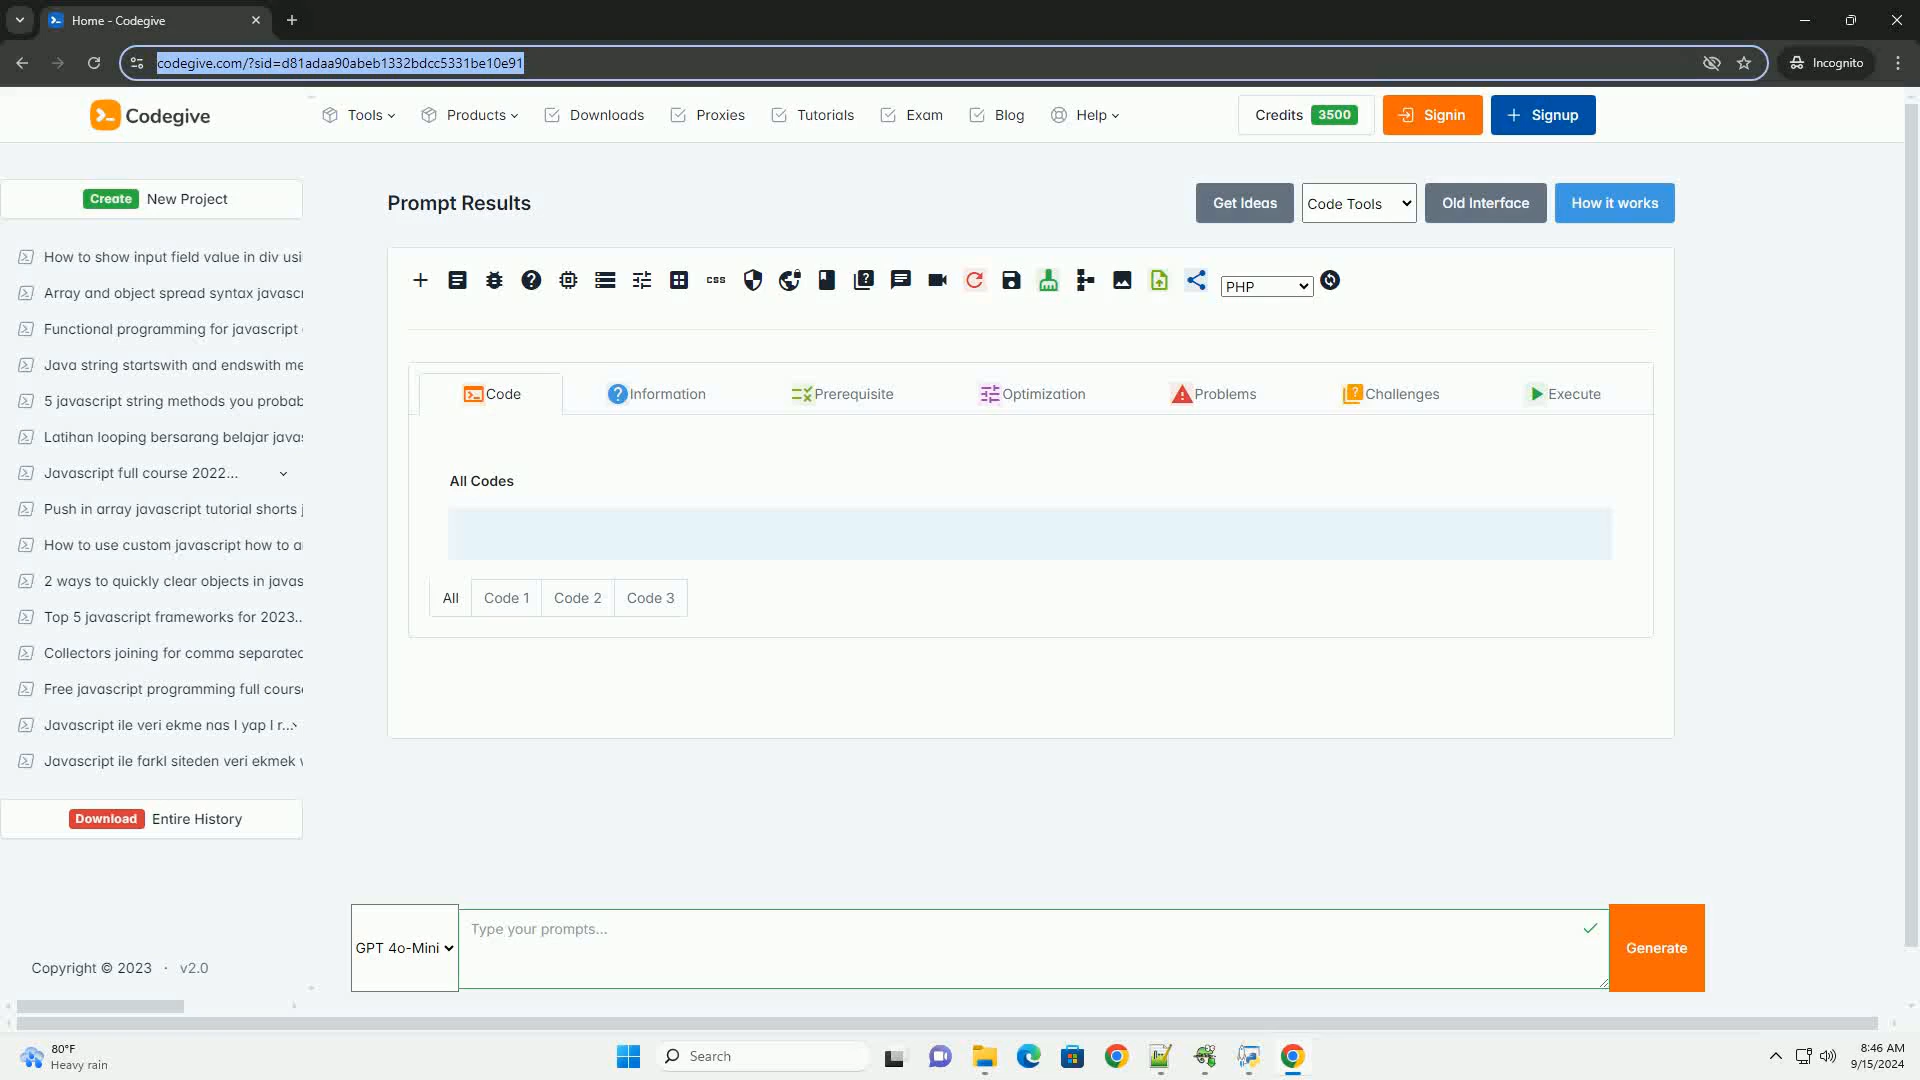 Home - Codegive
codegive.com/?sid=d81adaa90abeb1332bdcc5331be10e91
Incognito
Codegive
Tools
Products
Downloads
Proxies
Tutorials
Exam
Blog
Help
Credits 3500
Signin
Signup
Create New Project
How to show input field value in div usi
Array and object spread syntax javascr
Functional programming for javascript
Java string startswith and endswith me
5 javascript string methods you probab
Latihan looping bersarang belajar javas
Javascript full course 2022...
Push in array javascript tutorial shorts j
How to use custom javascript how to a
2 ways to quickly clear objects in javas
Top 5 javascript frameworks for 2023..
Collectors joining for comma separated
Free javascript programming full course
Javascript ile veri ekme nas l yap l r...
Javascript ile farkl siteden veri ekmek v
Download Entire History
Copyright © 2023 · v2.0
Prompt Results
Get Ideas
Code Tools
Old Interface
How it works
css
PHP
Code
Information
Prerequisite
Optimization
Problems
Challenges
Execute
All Codes
All
Code 1
Code 2
Code 3
GPT 4o-Mini
Type your prompts...
Generate
80°F
Heavy rain
Search
8:46 AM
9/15/2024